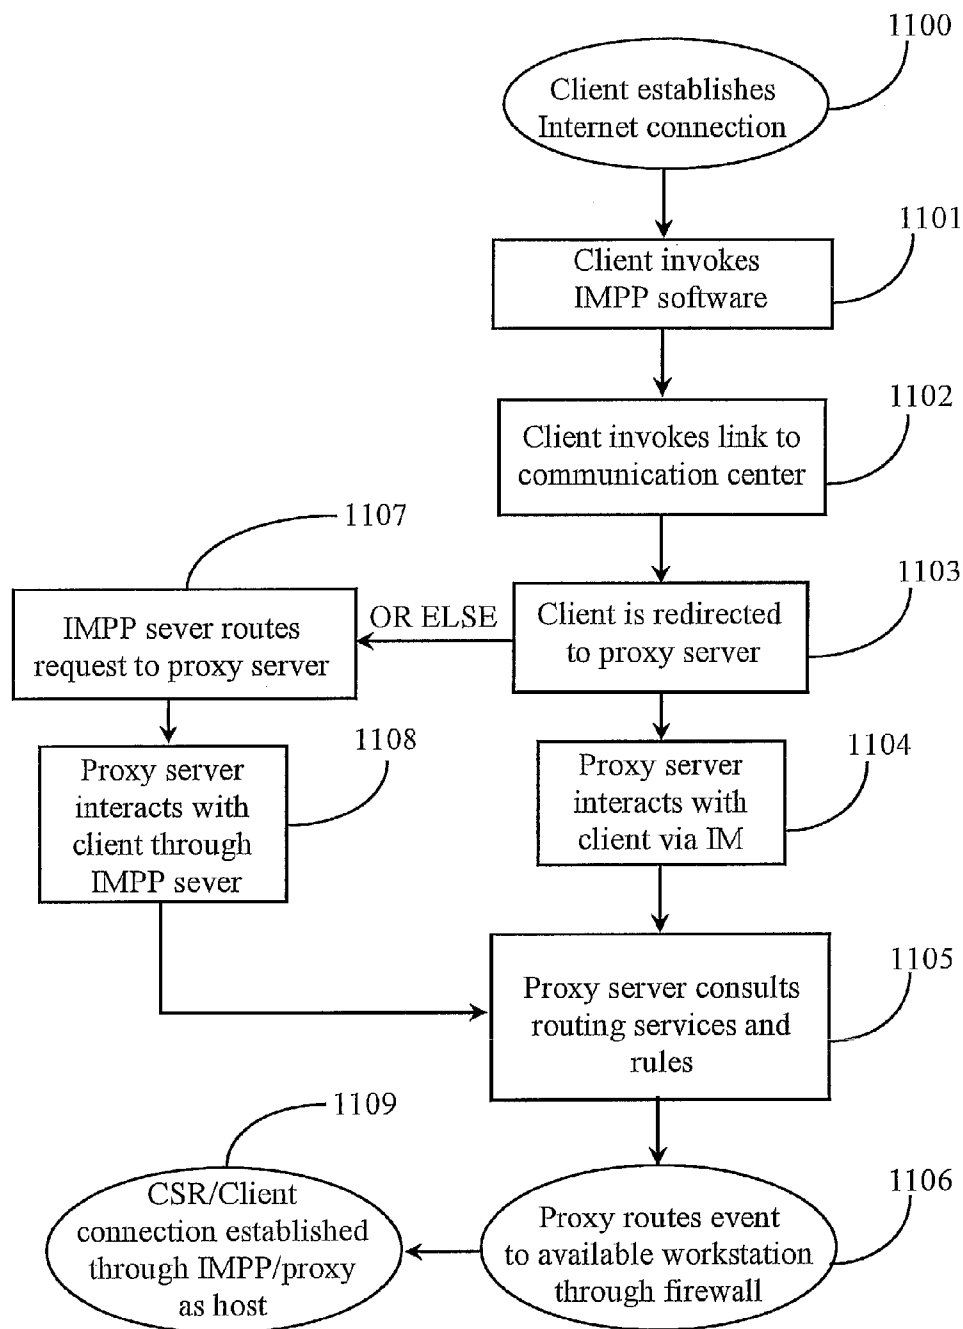 1100
Client establishes
Internet connection
1101
Client invokes
IMPP software
1102
Client invokes link to
communication center
1107
1103
IMPP sever routes
request to proxy server
OR ELSE
Client is redirected
to proxy server
1108
1104
Proxy server
interacts with
client through
IMPP sever
Proxy server
interacts with
client via IM
1105
Proxy server consults
routing services and
rules
1109
1106
CSR/Client
connection established
through IMPP/proxy
as host
Proxy routes event
to available workstation
through firewall